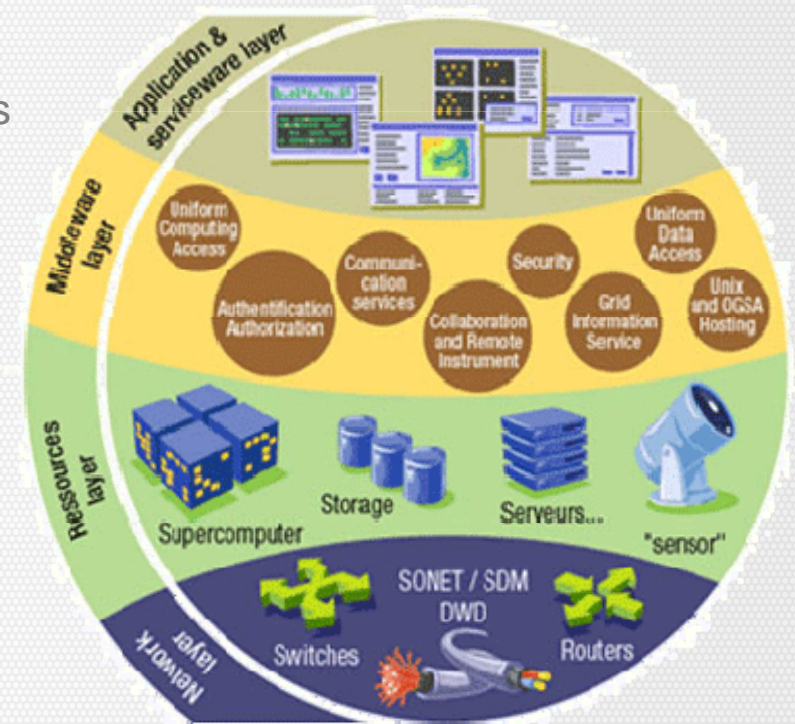 Application &
serviceware layer
s
Middleware
layer
Uniform
Computing
Access
Authentification
Authorization
Communi-
cation
services
Collaboration
and Remote
Instrument
Security
Grid
Information
Service
Uniform
Data
Access
Unix
and OGSA
Hosting
Ressources
layer
Supercomputer
Storage
Serveurs...
"sensor"
Network
layer
Switches
SONET / SDM
DWD
Routers